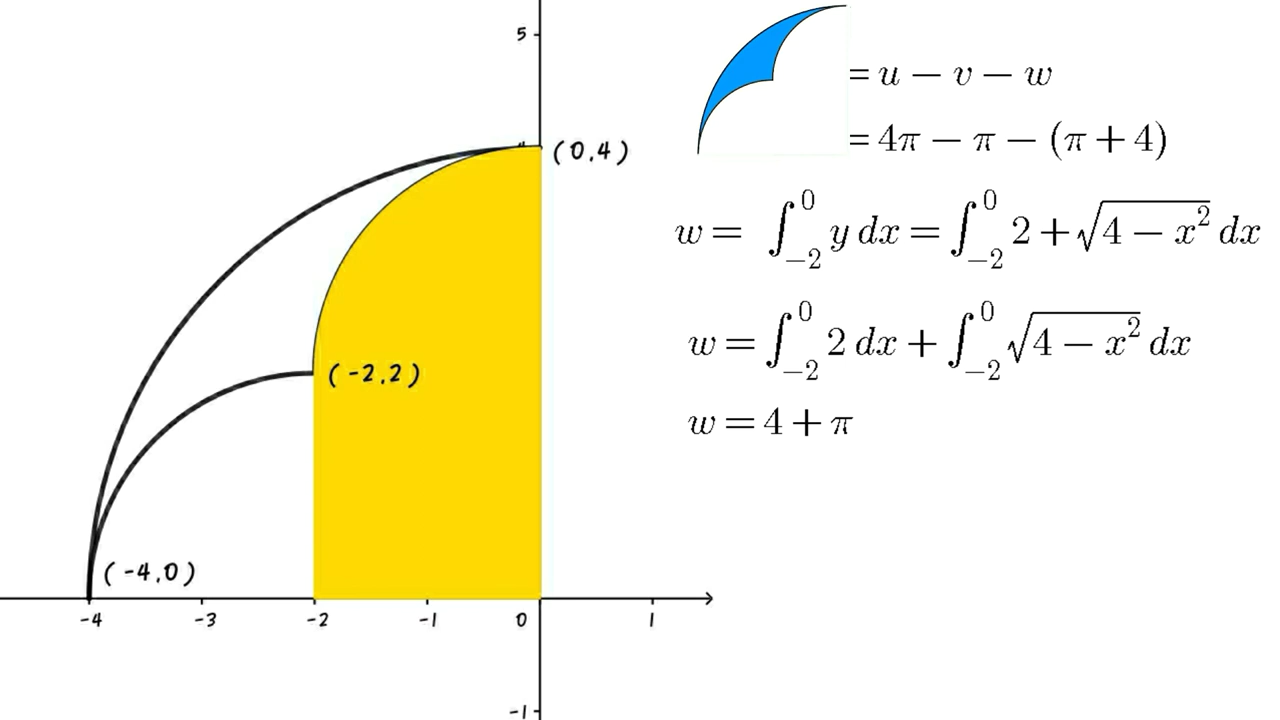 5
4
(0,4)
(-2,2)
(-4,0)
-4 -3 -2 -1 0 1
-1
= u − v − w
= 4π − π − (π + 4)
w = ∫_{−2}^{0} y dx = ∫_{−2}^{0} 2 + √(4 − x²) dx
w = ∫_{−2}^{0} 2 dx + ∫_{−2}^{0} √(4 − x²) dx
w = 4 + π